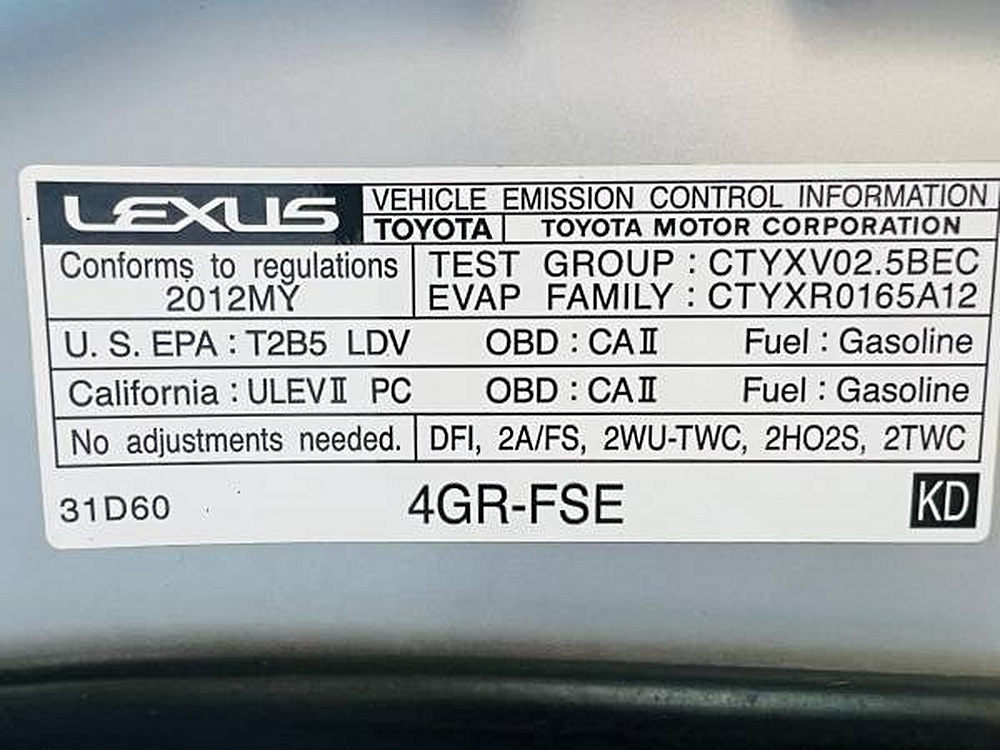 LEXUS
VEHICLE EMISSION CONTROL INFORMATION
TOYOTA TOYOTA MOTOR CORPORATION
Conforms to regulations
2012MY
TEST GROUP : CTYXV02.5BEC
EVAP FAMILY : CTYXR0165A12
U. S. EPA : T2B5 LDV OBD : CAⅡ Fuel : Gasoline
California : ULEVⅡ PC OBD : CAⅡ Fuel : Gasoline
No adjustments needed. DFI, 2A/FS, 2WU-TWC, 2HO2S, 2TWC
31D60 4GR-FSE KD